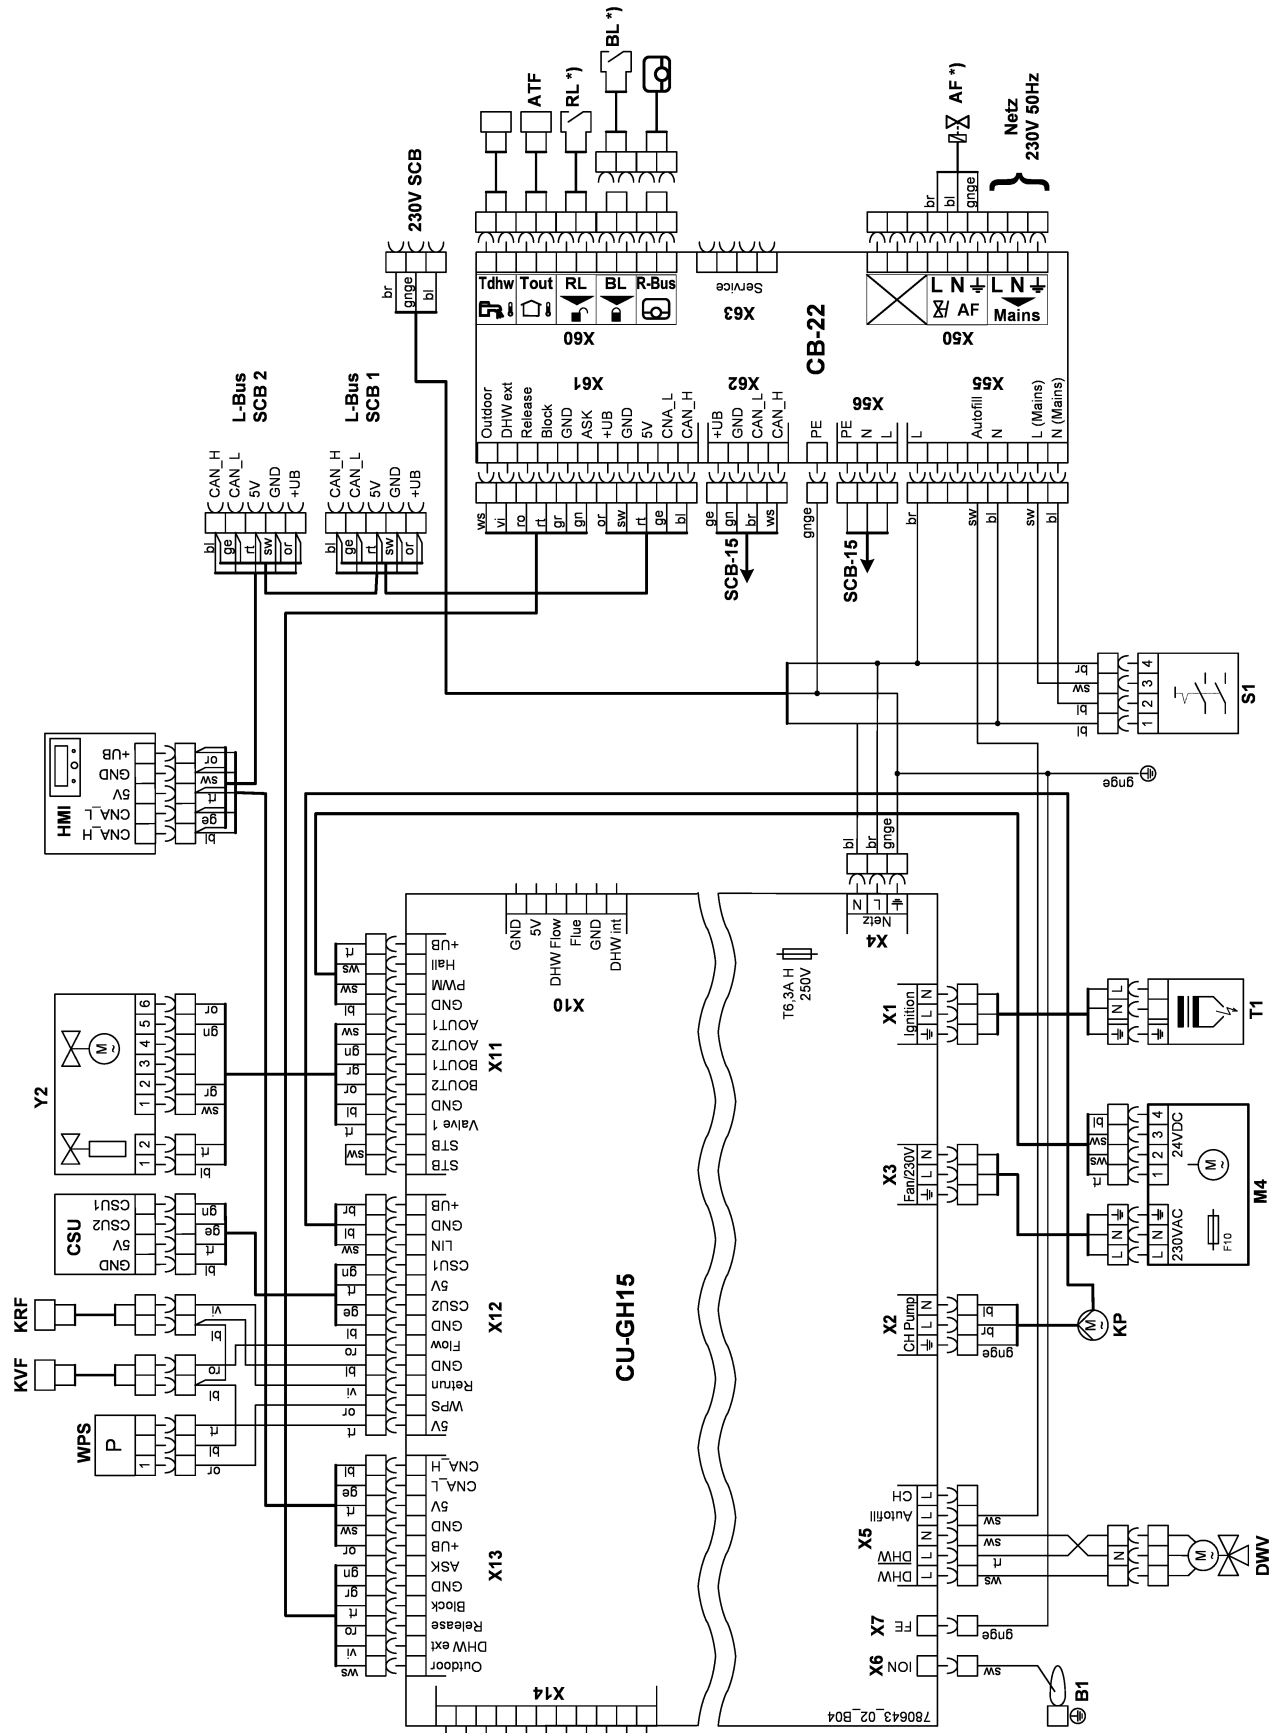 BL *)
ATF
RL *)
AF *)
Netz
230V 50Hz
230V SCB
br
gnge
bl
br
bl
gnge
L-Bus
SCB 2
L-Bus
SCB 1
CAN_H
CAN_L
5V
GND
+UB
bl
ge
rt
sw
or
CAN_H
CAN_L
5V
GND
+UB
bl
ge
rt
sw
or
Tdhw
Tout
RL
BL
R-Bus
X60
Service
X63
CB-22
L N
AF
L N
Mains
X50
X61
Outdoor
DHW ext
Release
Block
GND
ASK
+UB
GND
5V
CNA_L
CAN_H
X62
+UB
GND
CAN_L
CAN_H
PE
X56
PE
N
L
X55
L
Autofill
N
L (Mains)
N (Mains)
ws
vi
ro
rt
gr
gn
or
sw
rt
ge
bl
ge
gn
br
ws
SCB-15
gnge
SCB-15
br
sw
bl
sw
bl
br
sw
bl
bl
4
3
2
1
S1
gnge
HMI
+UB
GND
5V
CNA_L
CNA_H
or
sw
rt
ge
bl
bl
br
gnge
N
L
Netz
X4
T6,3A H
250V
X10
GND
5V
DHW Flow
Flue
GND
DHW int
Y2
M
~
6
5
4
3
2
1
2
1
or
gn
gr
sw
rt
bl
X11
+UB
Hall
PWM
GND
AOUT1
AOUT2
BOUT1
BOUT2
GND
Valve 1
STB
STB
rt
ws
sw
bl
sw
gn
gr
or
bl
rt
sw
CSU
CSU1
CSU2
5V
GND
gn
ge
rt
bl
X12
+UB
GND
LIN
CSU1
5V
CSU2
GND
Flow
GND
Retrun
WPS
5V
br
bl
sw
gn
rt
ge
bl
ro
bl
vi
or
rt
KRF
vi
bl
KVF
ro
bl
WPS
P
1
rt
bl
or
X13
CNA_H
CNA_L
5V
GND
+UB
ASK
GND
Block
Release
DHW ext
Outdoor
bl
ge
rt
sw
or
gn
gr
rt
ro
vi
ws
X14
CU-GH15
X1
Ignition
N
L
L
N
T1
X3
Fan/230V
N
L
4
3
2
1
24VDC
bl
sw
ws
rt
L N
L N
230VAC
M
~
F10
M4
X2
CH Pump
N
L
bl
br
gnge
M
~
KP
X5
CH
Autofill
DHW
DHW
L
L
N
L
L
sw
sw
rt
ws
N
M
~
DWV
X7
FE
gnge
X6
ION
sw
B1
780643_02_B04